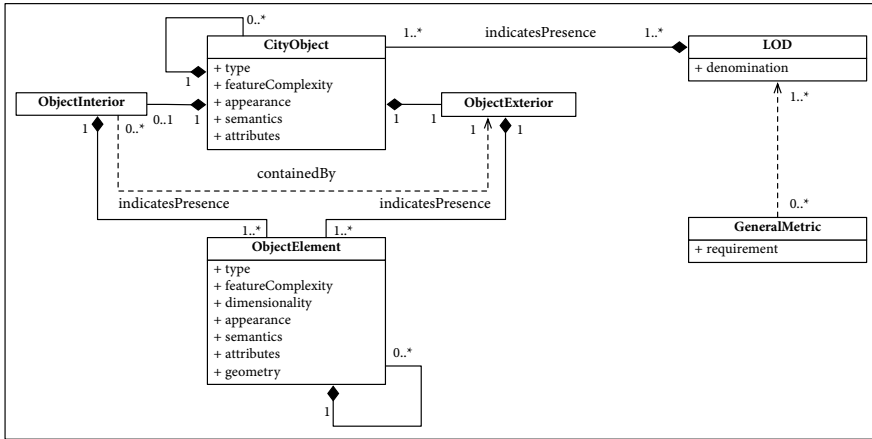 0..*
CityObject
1..*
indicatesPresence
1..*
LOD
+ type
+ denomination
1
+ featureComplexity
ObjectInterior
+ appearance
ObjectExterior
1..*
0..1
1
+ semantics
1
1
1
0..*
+ attributes
1
1
containedBy
indicatesPresence
indicatesPresence
0..*
1..*
1..*
GeneralMetric
ObjectElement
+ requirement
+ type
+ featureComplexity
+ dimensionality
+ appearance
+ semantics
+ attributes
0..*
+ geometry
1